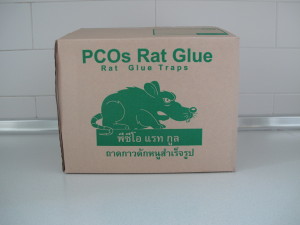 PCOs Rat Glue
Rat Glue Traps
พีซีโอ แรท กูล
ถาดกาวดักหนูสำเร็จรูป